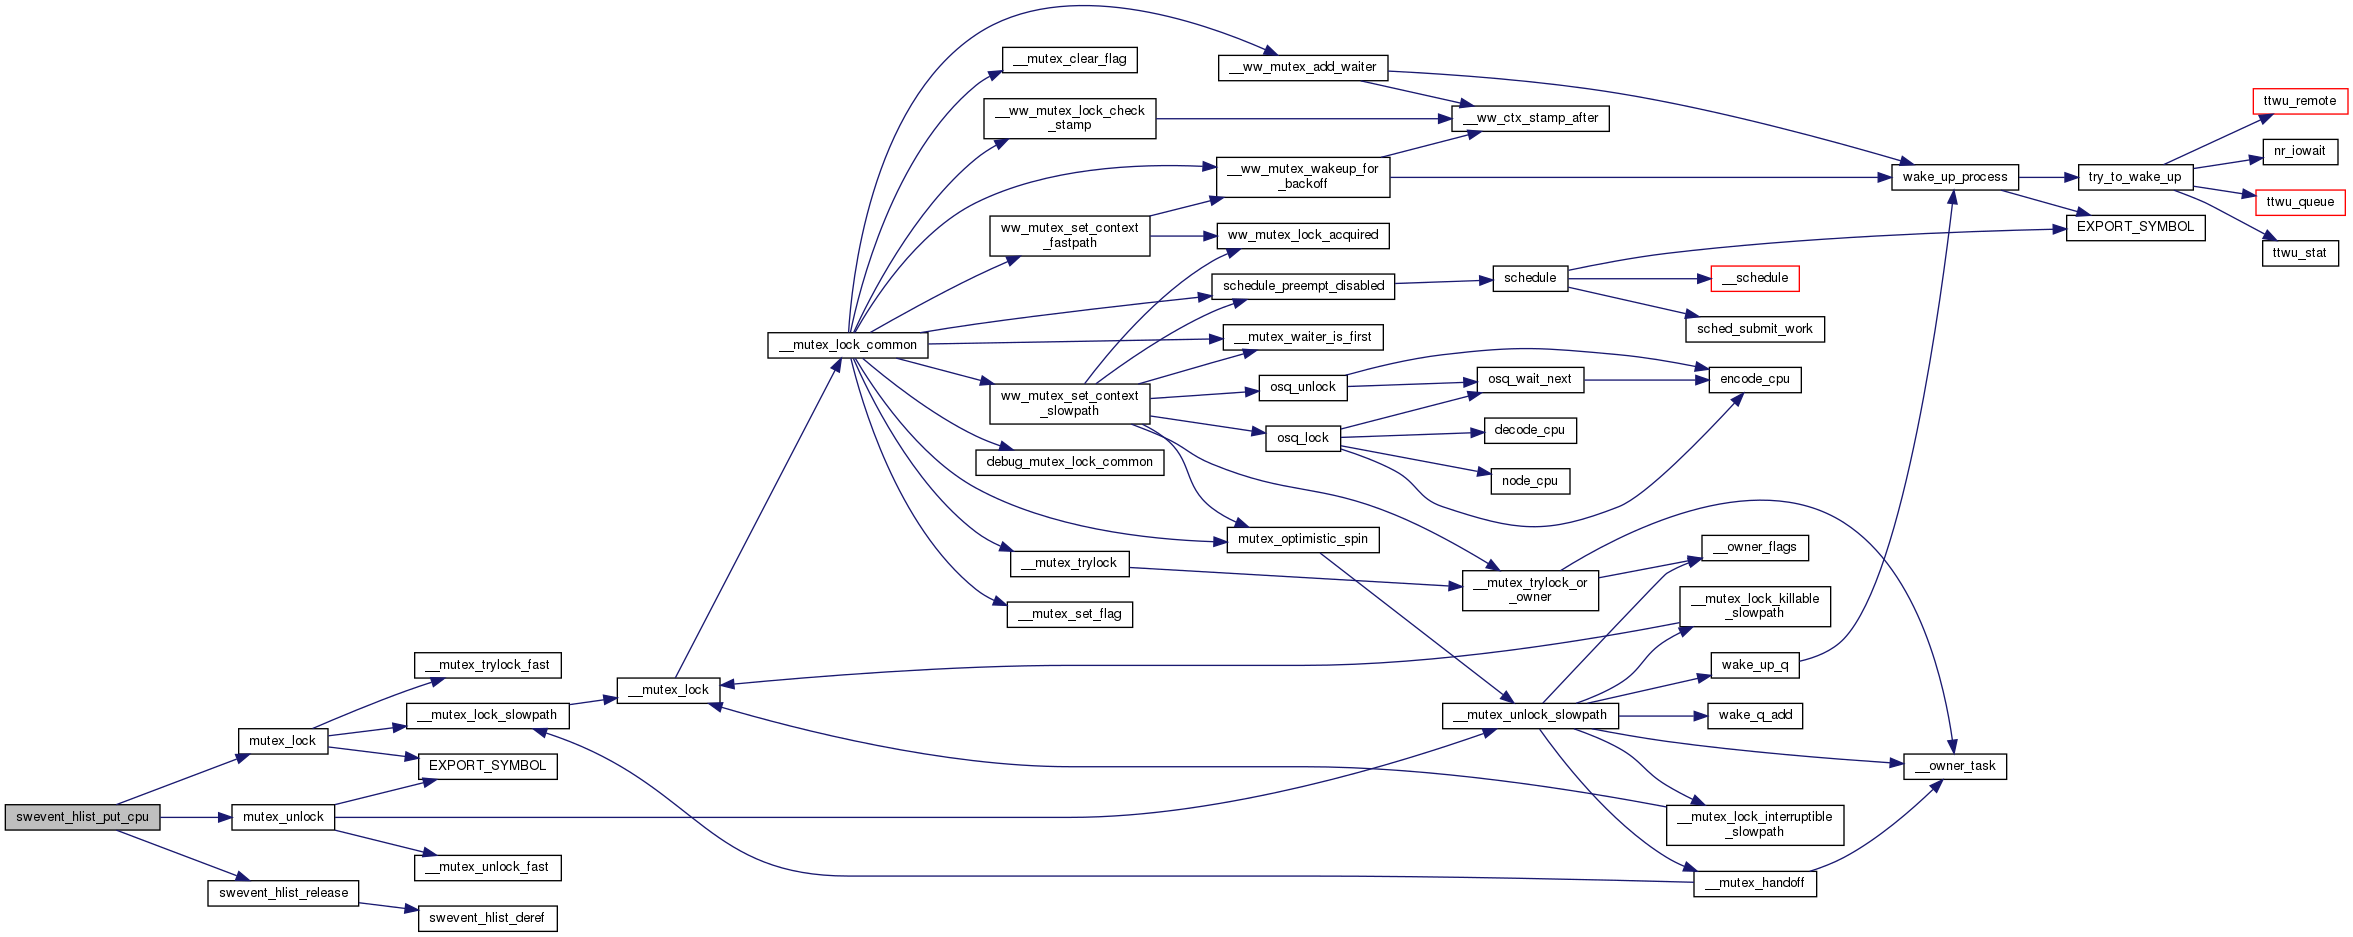 swevent_hlist_put_cpu
mutex_lock
mutex_unlock
swevent_hlist_release
__mutex_trylock_fast
__mutex_lock_slowpath
EXPORT_SYMBOL
__mutex_unlock_fast
swevent_hlist_deref
__mutex_lock
__mutex_lock_common
__mutex_clear_flag
__ww_mutex_lock_check
_stamp
ww_mutex_set_context
_fastpath
ww_mutex_set_context
_slowpath
debug_mutex_lock_common
__mutex_trylock
__mutex_set_flag
__ww_mutex_add_waiter
__ww_mutex_wakeup_for
_backoff
ww_mutex_lock_acquired
schedule_preempt_disabled
__mutex_waiter_is_first
osq_unlock
osq_lock
mutex_optimistic_spin
__ww_ctx_stamp_after
schedule
osq_wait_next
decode_cpu
node_cpu
__mutex_trylock_or
_owner
__mutex_unlock_slowpath
__schedule
sched_submit_work
encode_cpu
__owner_flags
__mutex_lock_killable
_slowpath
wake_up_q
wake_q_add
__mutex_lock_interruptible
_slowpath
__mutex_handoff
wake_up_process
__owner_task
try_to_wake_up
EXPORT_SYMBOL
ttwu_remote
nr_iowait
ttwu_queue
ttwu_stat